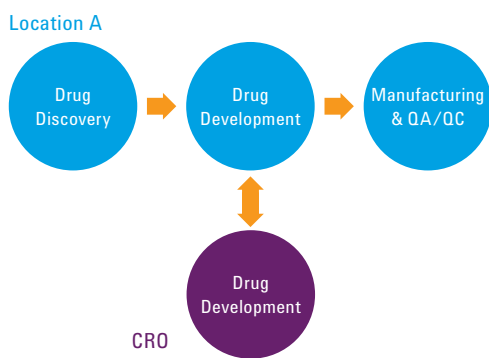 Location A
Drug
Discovery
Drug
Development
Manufacturing
& QA/QC
Drug
Development
CRO